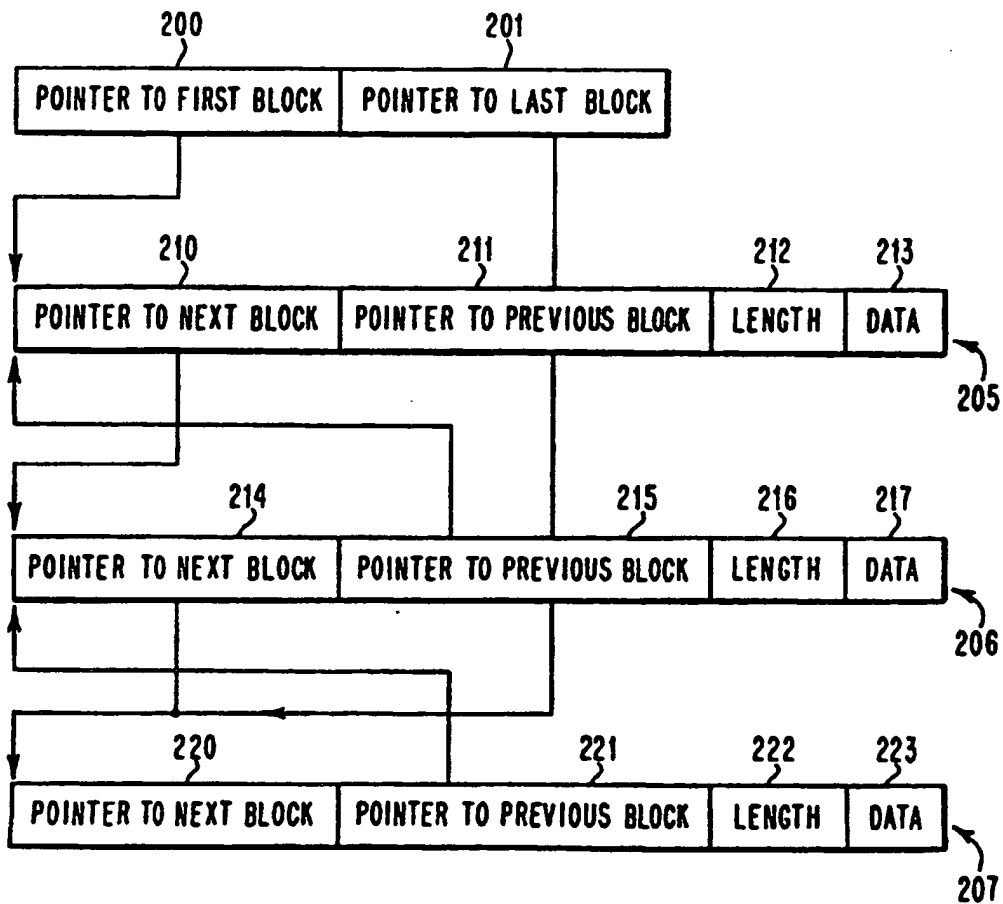 200 201
POINTER TO FIRST BLOCK POINTER TO LAST BLOCK
210 211 212 213
POINTER TO NEXT BLOCK POINTER TO PREVIOUS BLOCK LENGTH DATA
205
214 215 216 217
POINTER TO NEXT BLOCK POINTER TO PREVIOUS BLOCK LENGTH DATA
206
220 221 222 223
POINTER TO NEXT BLOCK POINTER TO PREVIOUS BLOCK LENGTH DATA
207